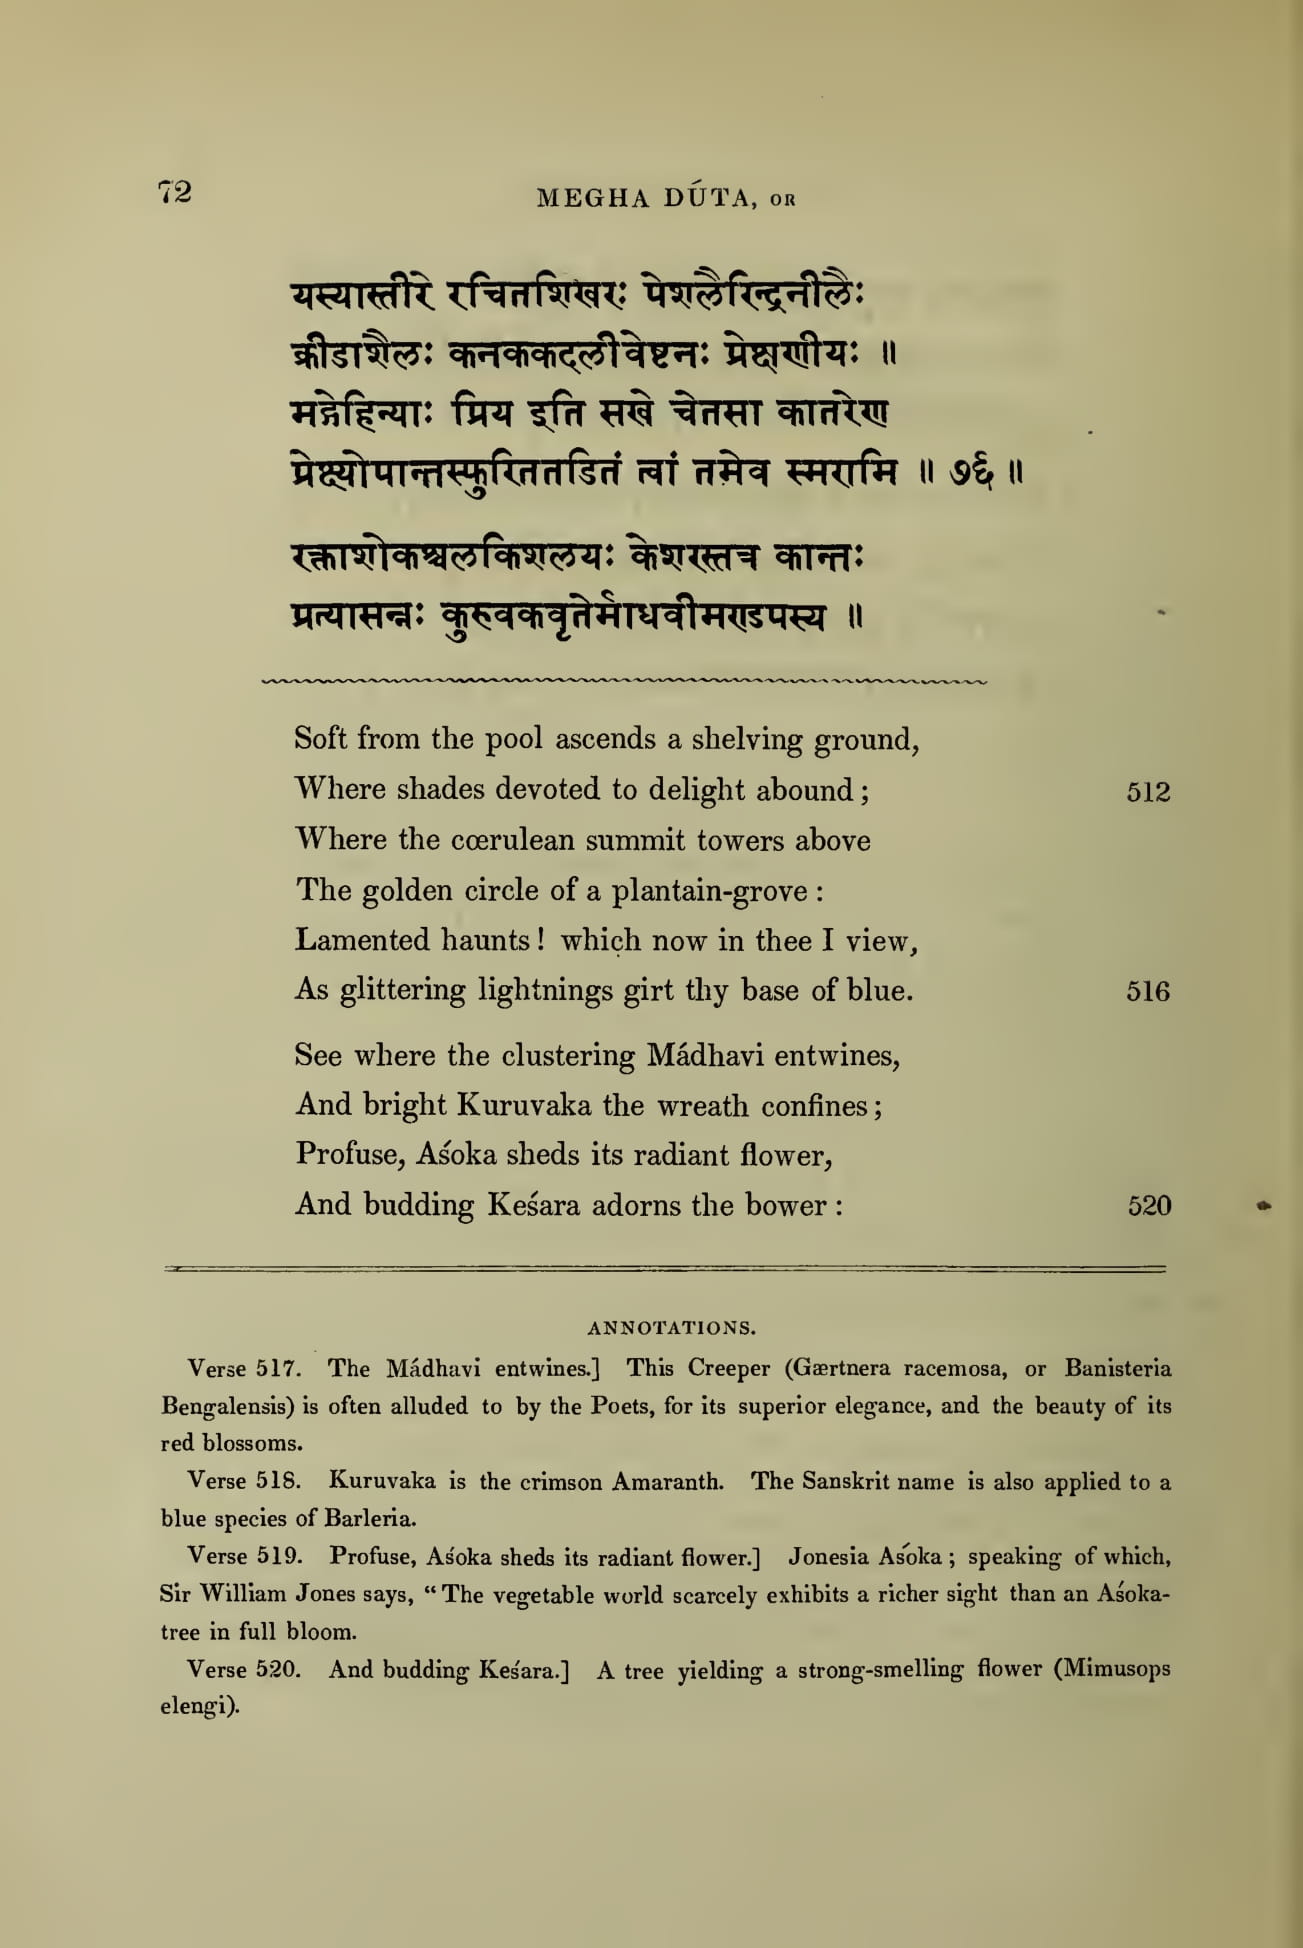 72
MEGHA DÚTA, OR
यस्यास्तीरे रचितशिखरः पेशलैरिन्द्रनीलैः
क्रीडाशैलः कनककदलीवेष्टनः प्रेक्षणीयः ॥
मद्गेहिन्याः प्रिय इति सखे चेतसा कातरेण
प्रेक्ष्योपान्तस्फुरिततडितं त्वां तमेव स्मरामि ॥ ७६ ॥
रक्ताशोकश्चलकिशलयः केशरस्तत्र कान्तः
प्रत्यासन्नः कुरुवकवृतेर्माधवीमण्डपस्य ॥
Soft from the pool ascends a shelving ground,
Where shades devoted to delight abound; 512
Where the cœrulean summit towers above
The golden circle of a plantain-grove:
Lamented haunts! which now in thee I view,
As glittering lightnings girt thy base of blue. 516
See where the clustering Mádhavi entwines,
And bright Kuruvaka the wreath confines;
Profuse, Aśoka sheds its radiant flower,
And budding Keśara adorns the bower: 520
ANNOTATIONS.
Verse 517. The Mádhavi entwines.] This Creeper (Gærtnera racemosa, or Banisteria
Bengalensis) is often alluded to by the Poets, for its superior elegance, and the beauty of its
red blossoms.
Verse 518. Kuruvaka is the crimson Amaranth. The Sanskrit name is also applied to a
blue species of Barleria.
Verse 519. Profuse, Aśoka sheds its radiant flower.] Jonesia Aśoka; speaking of which,
Sir William Jones says, “The vegetable world scarcely exhibits a richer sight than an Aśoka-
tree in full bloom.
Verse 520. And budding Keśara.] A tree yielding a strong-smelling flower (Mimusops
elengi).